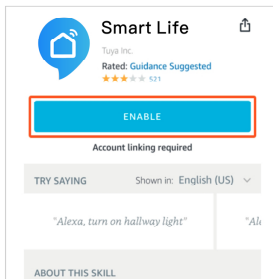 Smart Life
Tuya Inc.
Rated: Guidance Suggested
521
ENABLE
Account linking required
TRY SAYING Shown in: English (US)
"Alexa, turn on hallway light" "Al
ABOUT THIS SKILL